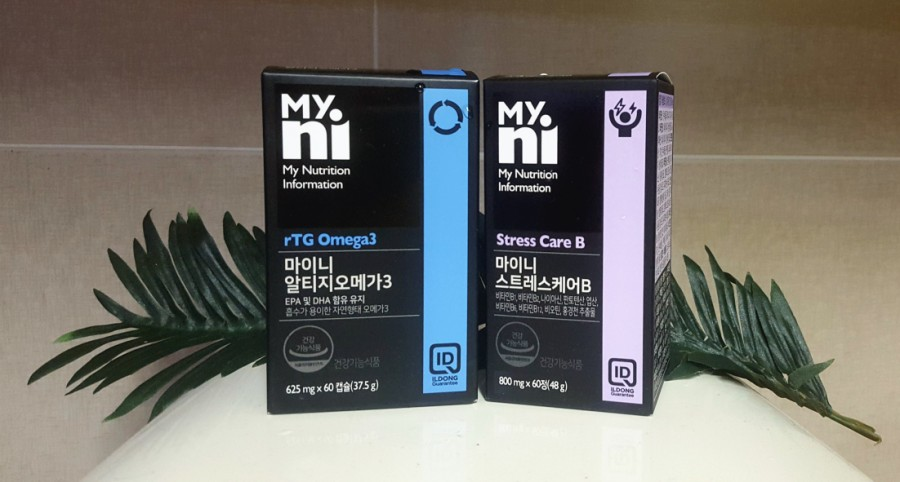 My
ni
My Nutrition
Information
rTG Omega3
마이니
알티지오메가3
EPA 및 DHA 함유 유지
흡수가 용이한 자연형태 오메가3
건강
기능식품
건강기능식품
625 mg x 60 캡슐(37.5 g)
ID
ILDONG
Guarantee
My
ni
My Nutrition
Information
Stress Care B
마이니
스트레스케어B
비타민B1, 비타민B2, 나이아신, 판토텐산, 엽산,
비타민B6, 비타민B12, 비오틴, 홍경천 추출물
건강
기능식품
건강기능식품
800 mg x 60정(48 g)
ID
ILDONG
Guarantee